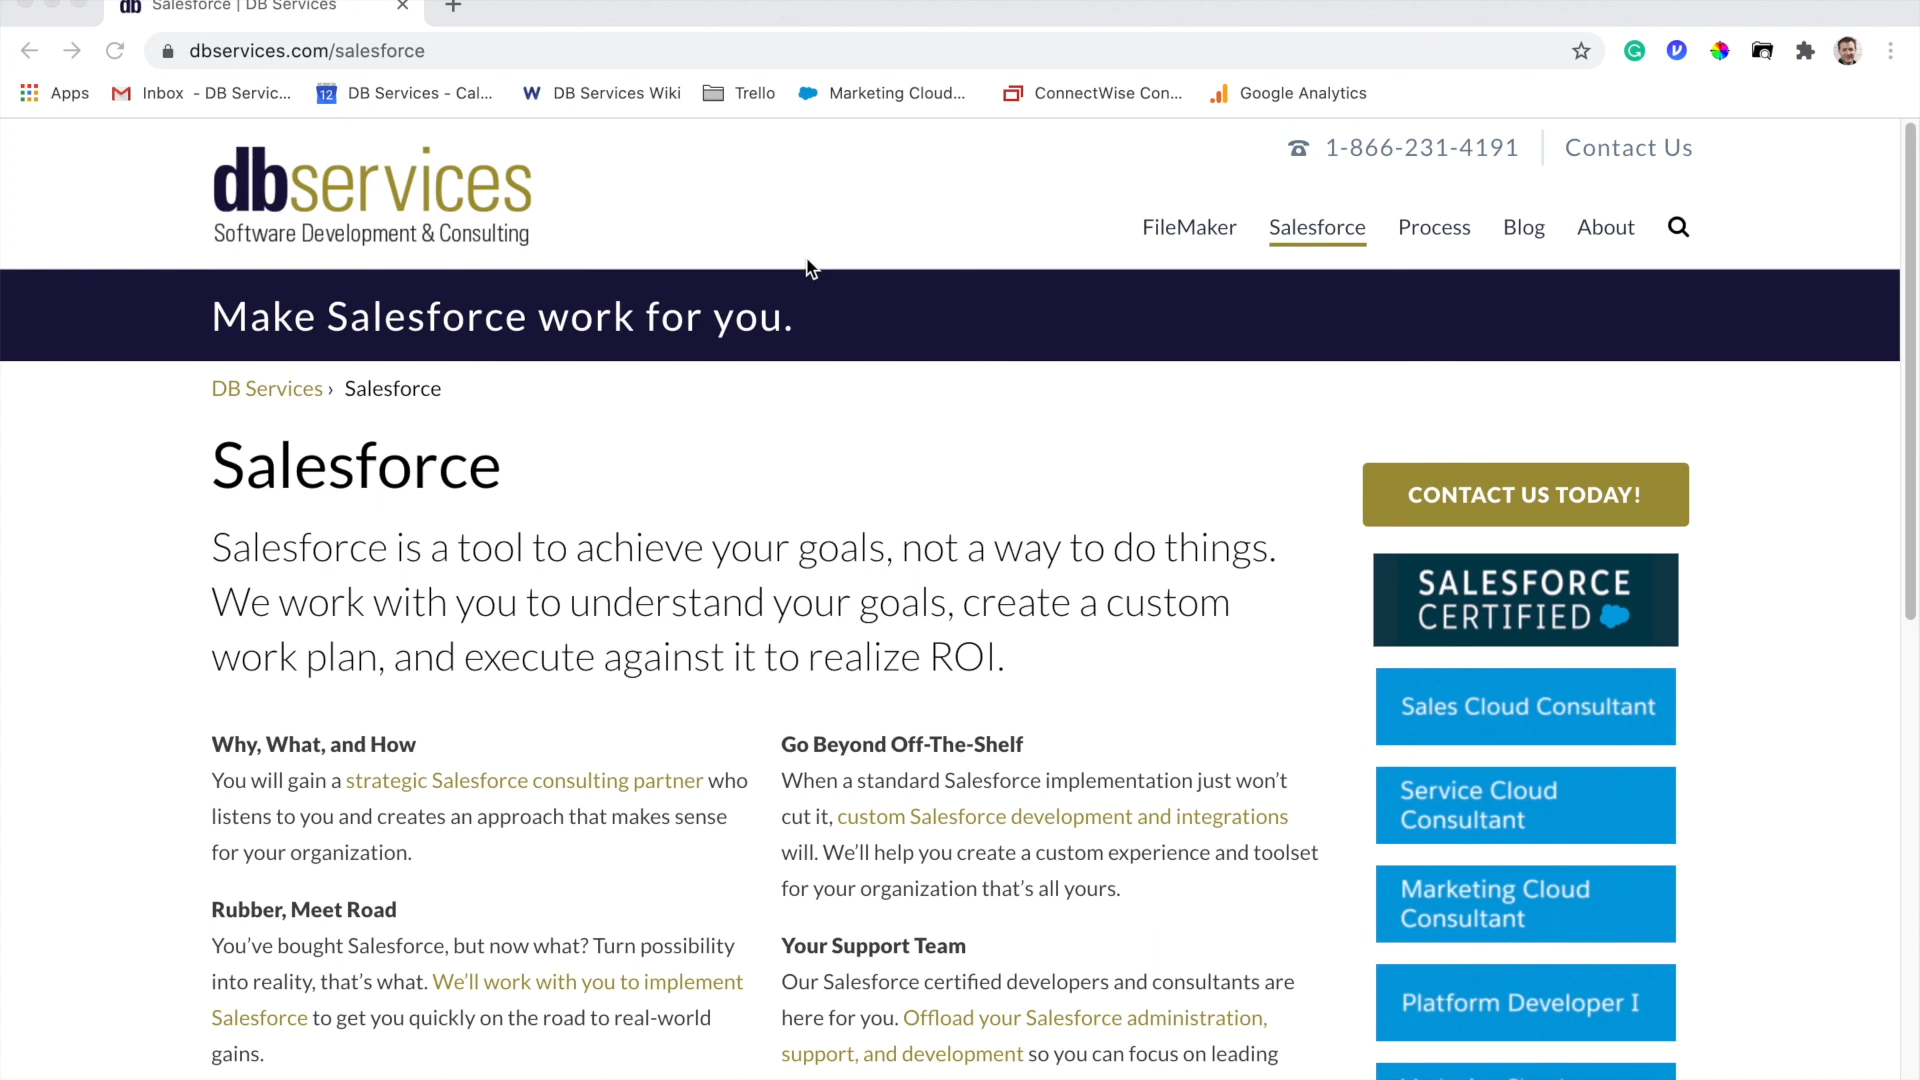 db Salesforce | DB Services
dbservices.com/salesforce
Apps Inbox - DB Servic... 12 DB Services - Cal... W DB Services Wiki Trello Marketing Cloud... ConnectWise Con... Google Analytics
1-866-231-4191 Contact Us
dbservices
Software Development & Consulting
FileMaker Salesforce Process Blog About
Make Salesforce work for you.
DB Services › Salesforce
Salesforce
Salesforce is a tool to achieve your goals, not a way to do things.
We work with you to understand your goals, create a custom
work plan, and execute against it to realize ROI.
Why, What, and How
You will gain a strategic Salesforce consulting partner who
listens to you and creates an approach that makes sense
for your organization.
Rubber, Meet Road
You’ve bought Salesforce, but now what? Turn possibility
into reality, that’s what. We’ll work with you to implement
Salesforce to get you quickly on the road to real-world
gains.
Go Beyond Off-The-Shelf
When a standard Salesforce implementation just won’t
cut it, custom Salesforce development and integrations
will. We’ll help you create a custom experience and toolset
for your organization that’s all yours.
Your Support Team
Our Salesforce certified developers and consultants are
here for you. Offload your Salesforce administration,
support, and development so you can focus on leading
CONTACT US TODAY!
SALESFORCE
CERTIFIED
Sales Cloud Consultant
Service Cloud
Consultant
Marketing Cloud
Consultant
Platform Developer I